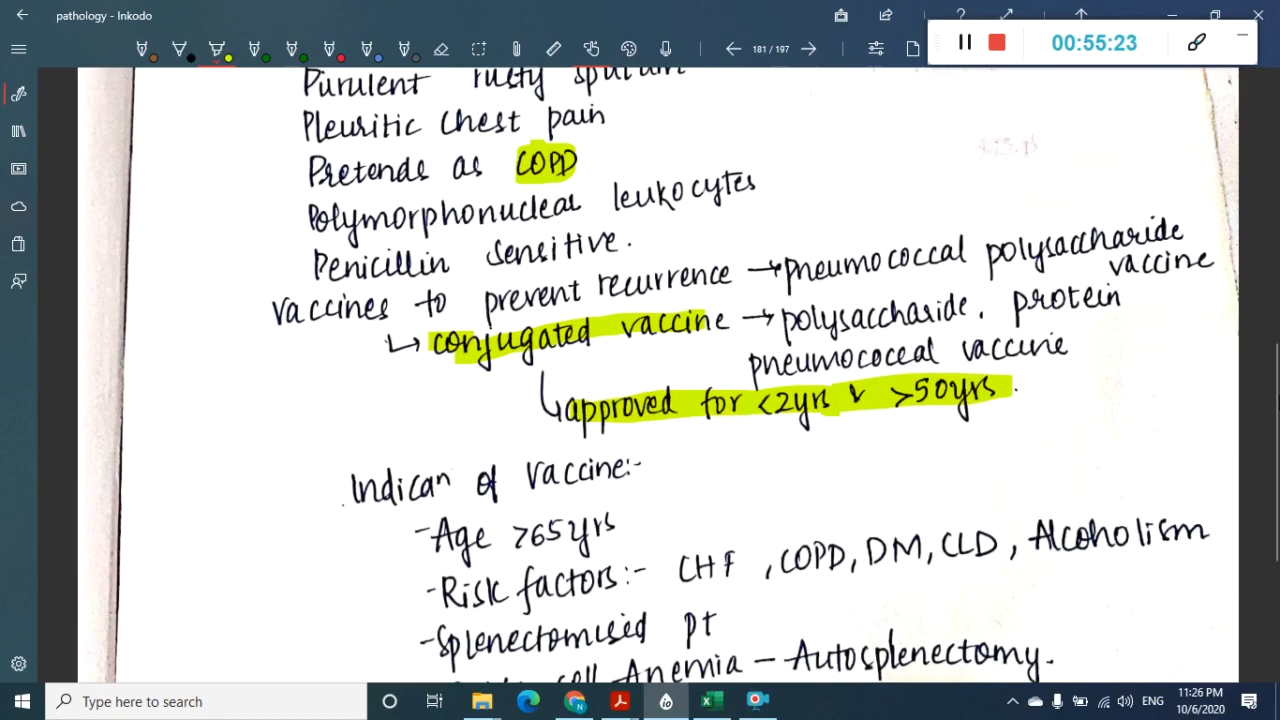 pathology - Inkodo
00:55:23
181 / 197
Purulent rusty sputum
Pleuritic chest pain
Pretends as COPD
Polymorphonuclear leukocytes
Penicillin sensitive.
vaccines to prevent recurrence → pneumococcal polysaccharide vaccine
↳ conjugated vaccine → polysaccharide. protein
pneumococcal vaccine
↳ approved for <2yrs & >50yrs.
Indican of vaccine:-
- Age >65yrs
- Risk factors:- CHF, COPD, DM, CLD, Alcoholism
- Splenectomised pt
cell Anemia - Autosplenectomy.
Type here to search
ENG
11:26 PM
10/6/2020